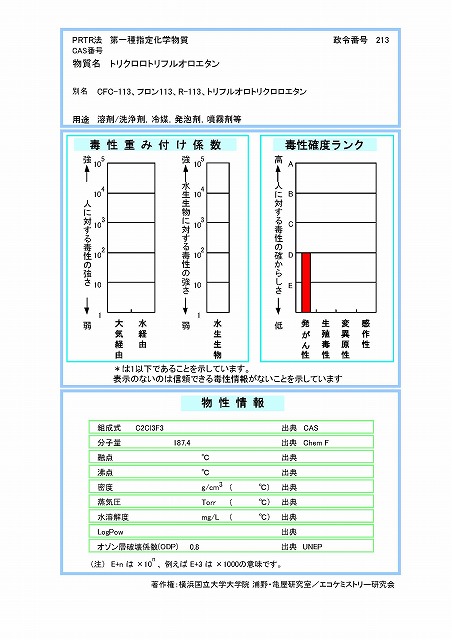 PRTR法　第一種指定化学物質　政令番号　213
CAS番号
物質名　トリクロロトリフルオロエタン
別名　CFC-113、フロン113、R-113、トリフルオロトリクロロエタン
用途　溶剤/洗浄剤, 冷媒, 発泡剤, 噴霧剤等
毒性重み付け係数
強
人に対する毒性の強さ
弱
10^5
10^4
10^3
10^2
10^1
1
大気経由
水経由
強
水生生物に対する毒性の強さ
弱
10^5
10^4
10^3
10^2
10^1
1
水生生物
毒性確度ランク
高
人に対する毒性の確からしさ
低
A
B
C
D
E
発がん性
生殖毒性
変異原性
感作性
＊は1以下であることを示しています。
表示のないのは信頼できる毒性情報がないことを示しています
物性情報
組成式　C2Cl3F3　出典　CAS
分子量　187.4　出典　Chem F
融点　℃　出典
沸点　℃　出典
密度　g/cm3　(　℃)　出典
蒸気圧　Torr　(　℃)　出典
水溶解度　mg/L　(　℃)　出典
LogPow　出典
オゾン層破壊係数(ODP)　0.8　出典　UNEP
（注）　E+n は ×10^n 、例えば E+3 は ×1000の意味です。
著作権：横浜国立大学大学院 浦野・亀屋研究室／エコケミストリー研究会